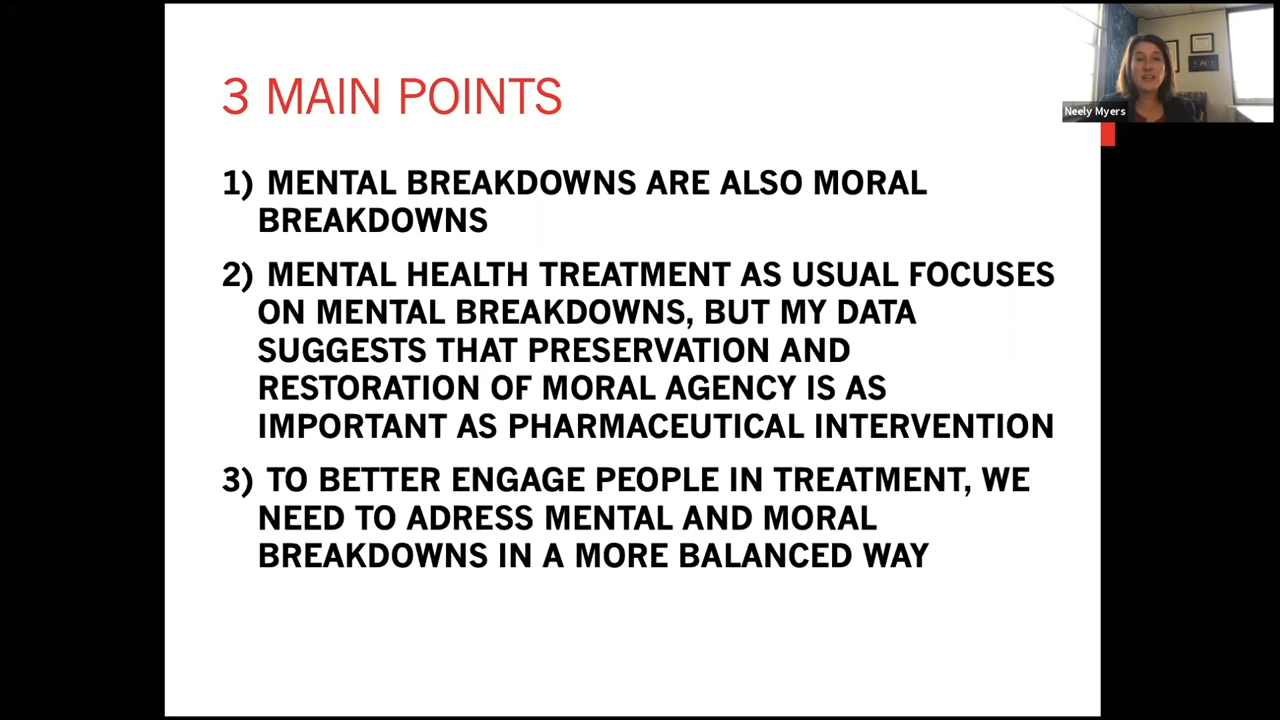 3 MAIN POINTS
1) MENTAL BREAKDOWNS ARE ALSO MORAL
BREAKDOWNS
2) MENTAL HEALTH TREATMENT AS USUAL FOCUSES
ON MENTAL BREAKDOWNS, BUT MY DATA
SUGGESTS THAT PRESERVATION AND
RESTORATION OF MORAL AGENCY IS AS
IMPORTANT AS PHARMACEUTICAL INTERVENTION
3) TO BETTER ENGAGE PEOPLE IN TREATMENT, WE
NEED TO ADRESS MENTAL AND MORAL
BREAKDOWNS IN A MORE BALANCED WAY
Neely Myers